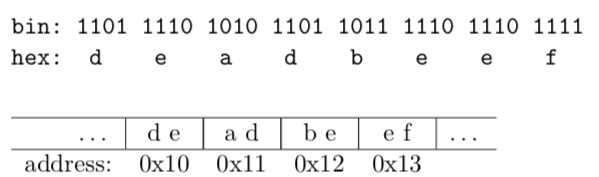 bin: 1101 1110 1010 1101 1011 1110 1110 1111
hex: d e a d b e e f
... d e a d b e e f ...
address: 0x10 0x11 0x12 0x13